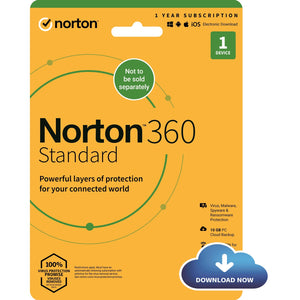 norton
1 YEAR SUBSCRIPTION
iOS Electronic Download
Not to
be sold
separately
1
DEVICE
Norton 360
Standard
Powerful layers of protection
for your connected world
Virus, Malware,
Spyware &
Ransomware
Protection
10 GB PC
Cloud Backup
100%
VIRUS PROTECTION
PROMISE
DOWNLOAD NOW